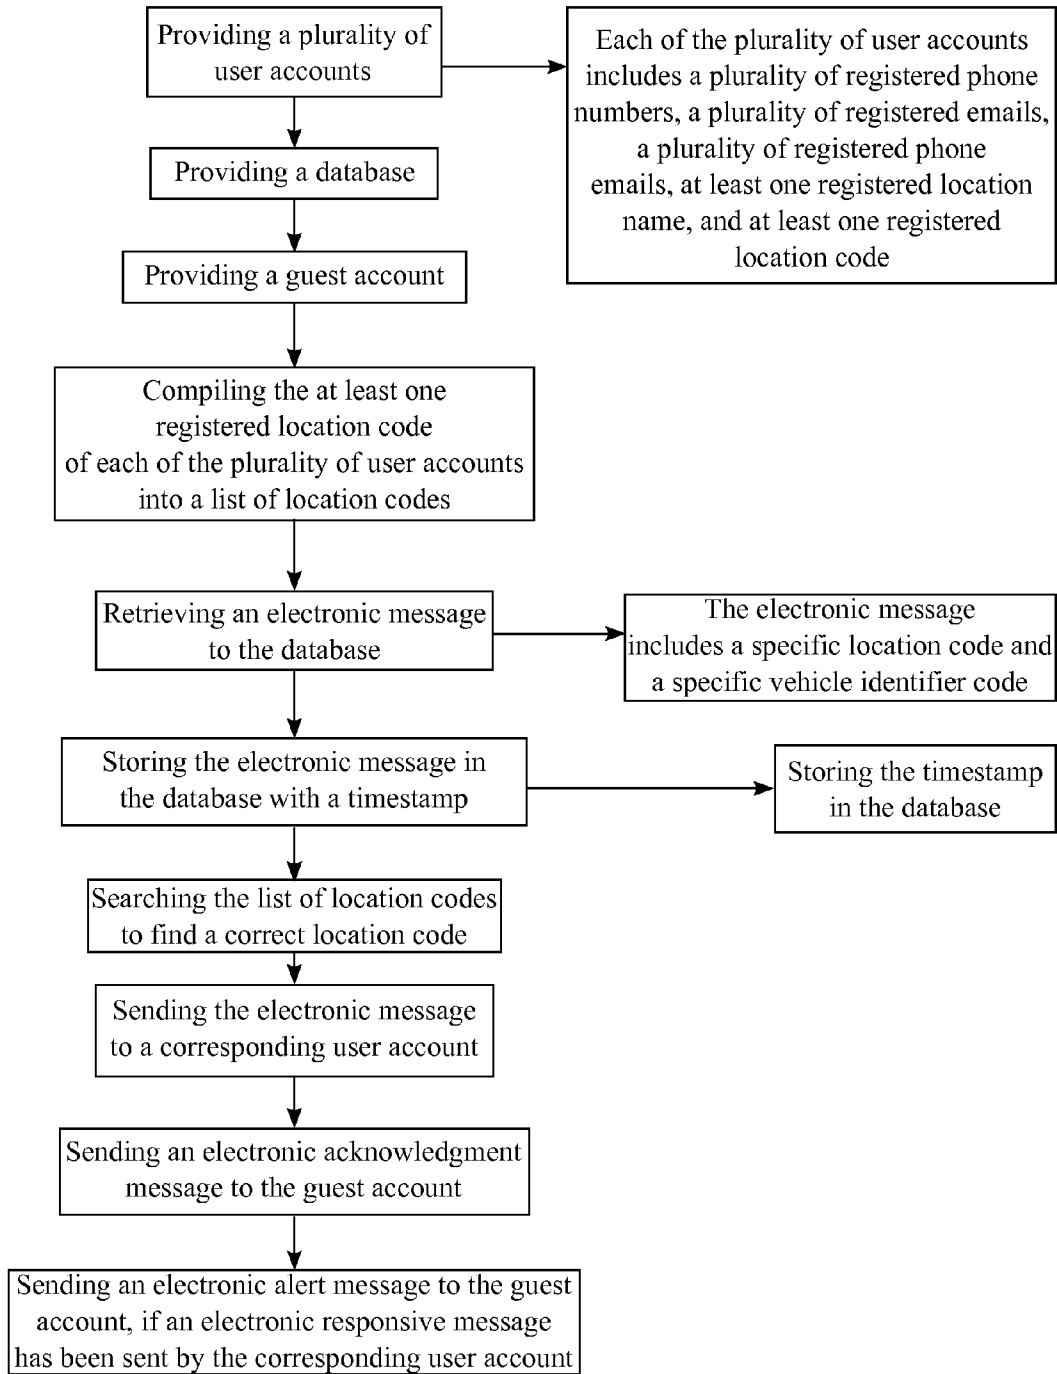 Providing a plurality of
user accounts
Each of the plurality of user accounts
includes a plurality of registered phone
numbers, a plurality of registered emails,
a plurality of registered phone
emails, at least one registered location
name, and at least one registered
location code
Providing a database
Providing a guest account
Compiling the at least one
registered location code
of each of the plurality of user accounts
into a list of location codes
Retrieving an electronic message
to the database
The electronic message
includes a specific location code and
a specific vehicle identifier code
Storing the electronic message in
the database with a timestamp
Storing the timestamp
in the database
Searching the list of location codes
to find a correct location code
Sending the electronic message
to a corresponding user account
Sending an electronic acknowledgment
message to the guest account
Sending an electronic alert message to the guest
account, if an electronic responsive message
has been sent by the corresponding user account